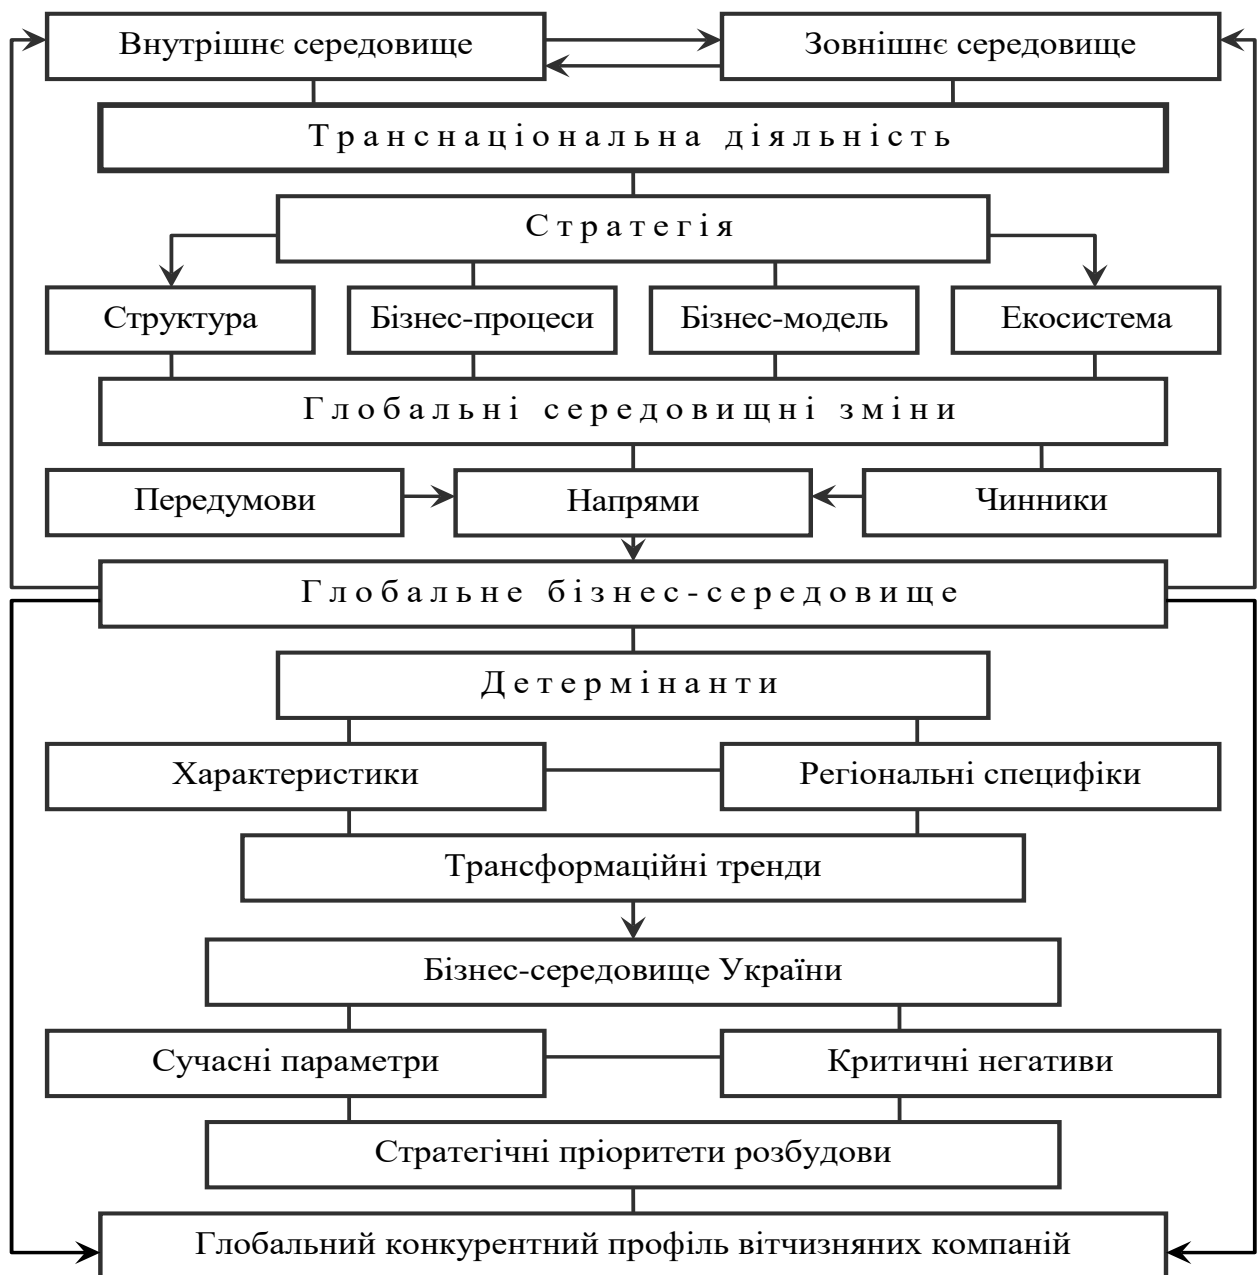 Внутрішнє середовище
Зовнішнє середовище
Транснаціональна діяльність
Стратегія
Структура
Бізнес-процеси
Бізнес-модель
Екосистема
Глобальні середовищні зміни
Передумови
Напрями
Чинники
Глобальне бізнес-середовище
Детермінанти
Характеристики
Регіональні специфіки
Трансформаційні тренди
Бізнес-середовище України
Сучасні параметри
Критичні негативи
Стратегічні пріоритети розбудови
Глобальний конкурентний профіль вітчизняних компаній